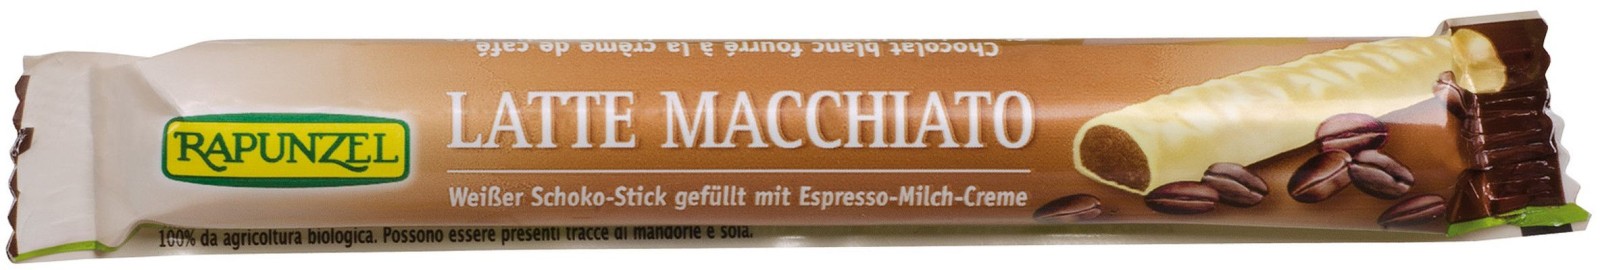 Chocolat blanc fourré à la crème de café
RAPUNZEL
LATTE MACCHIATO
Weißer Schoko-Stick gefüllt mit Espresso-Milch-Creme
100% da agricoltura biologica. Possono essere presenti tracce di mandorle e soia.